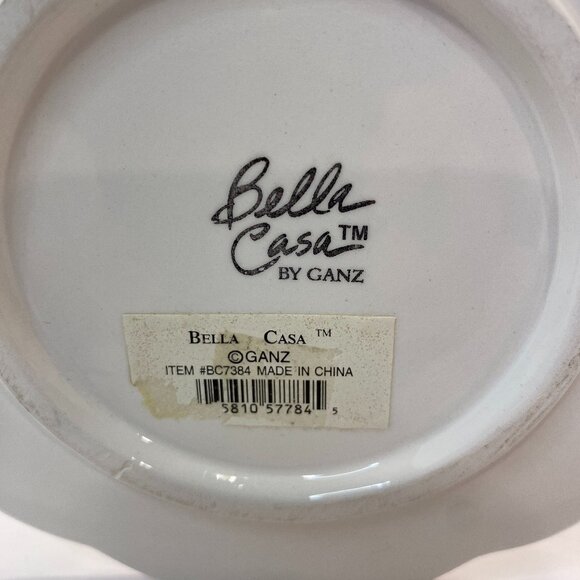 Bella
Casa™
BY GANZ
BELLA CASA ™
©GANZ
ITEM #BC7384 MADE IN CHINA
5810 57784 5